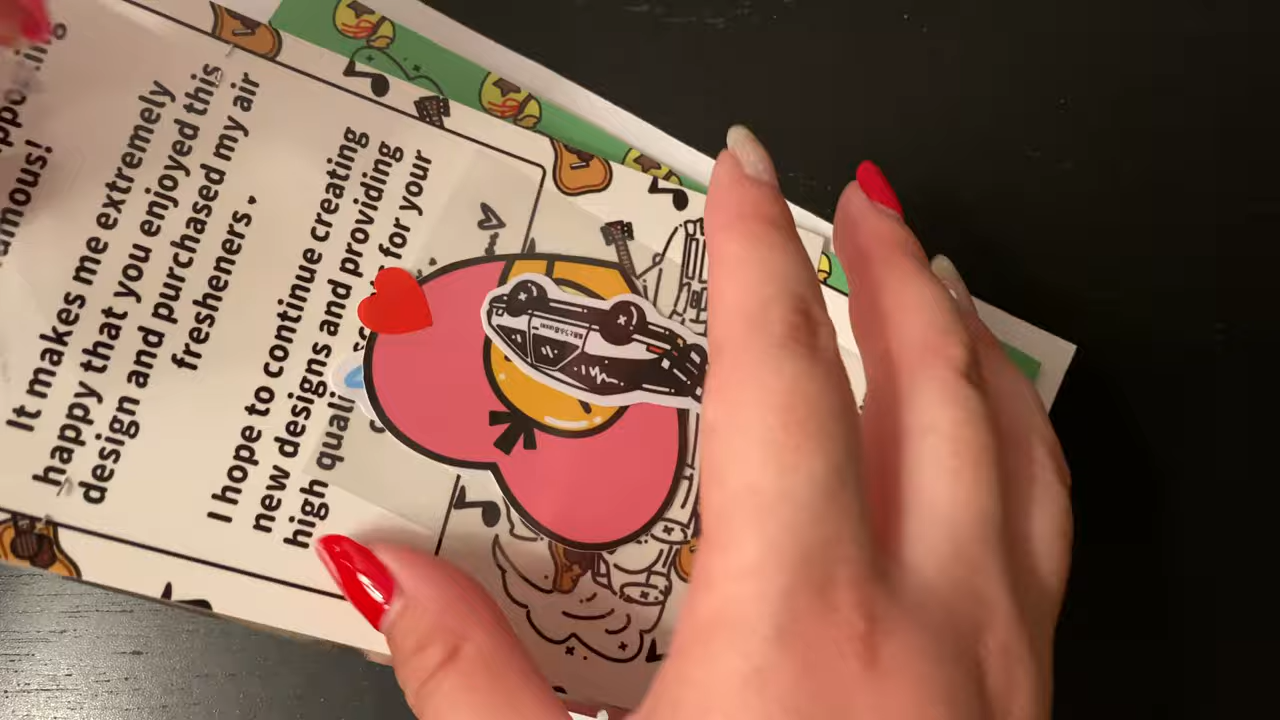 amous!
It makes me extremely
happy that you enjoyed this
design and purchased my air
fresheners.
I hope to continue creating
new designs and providing
high quali
for your